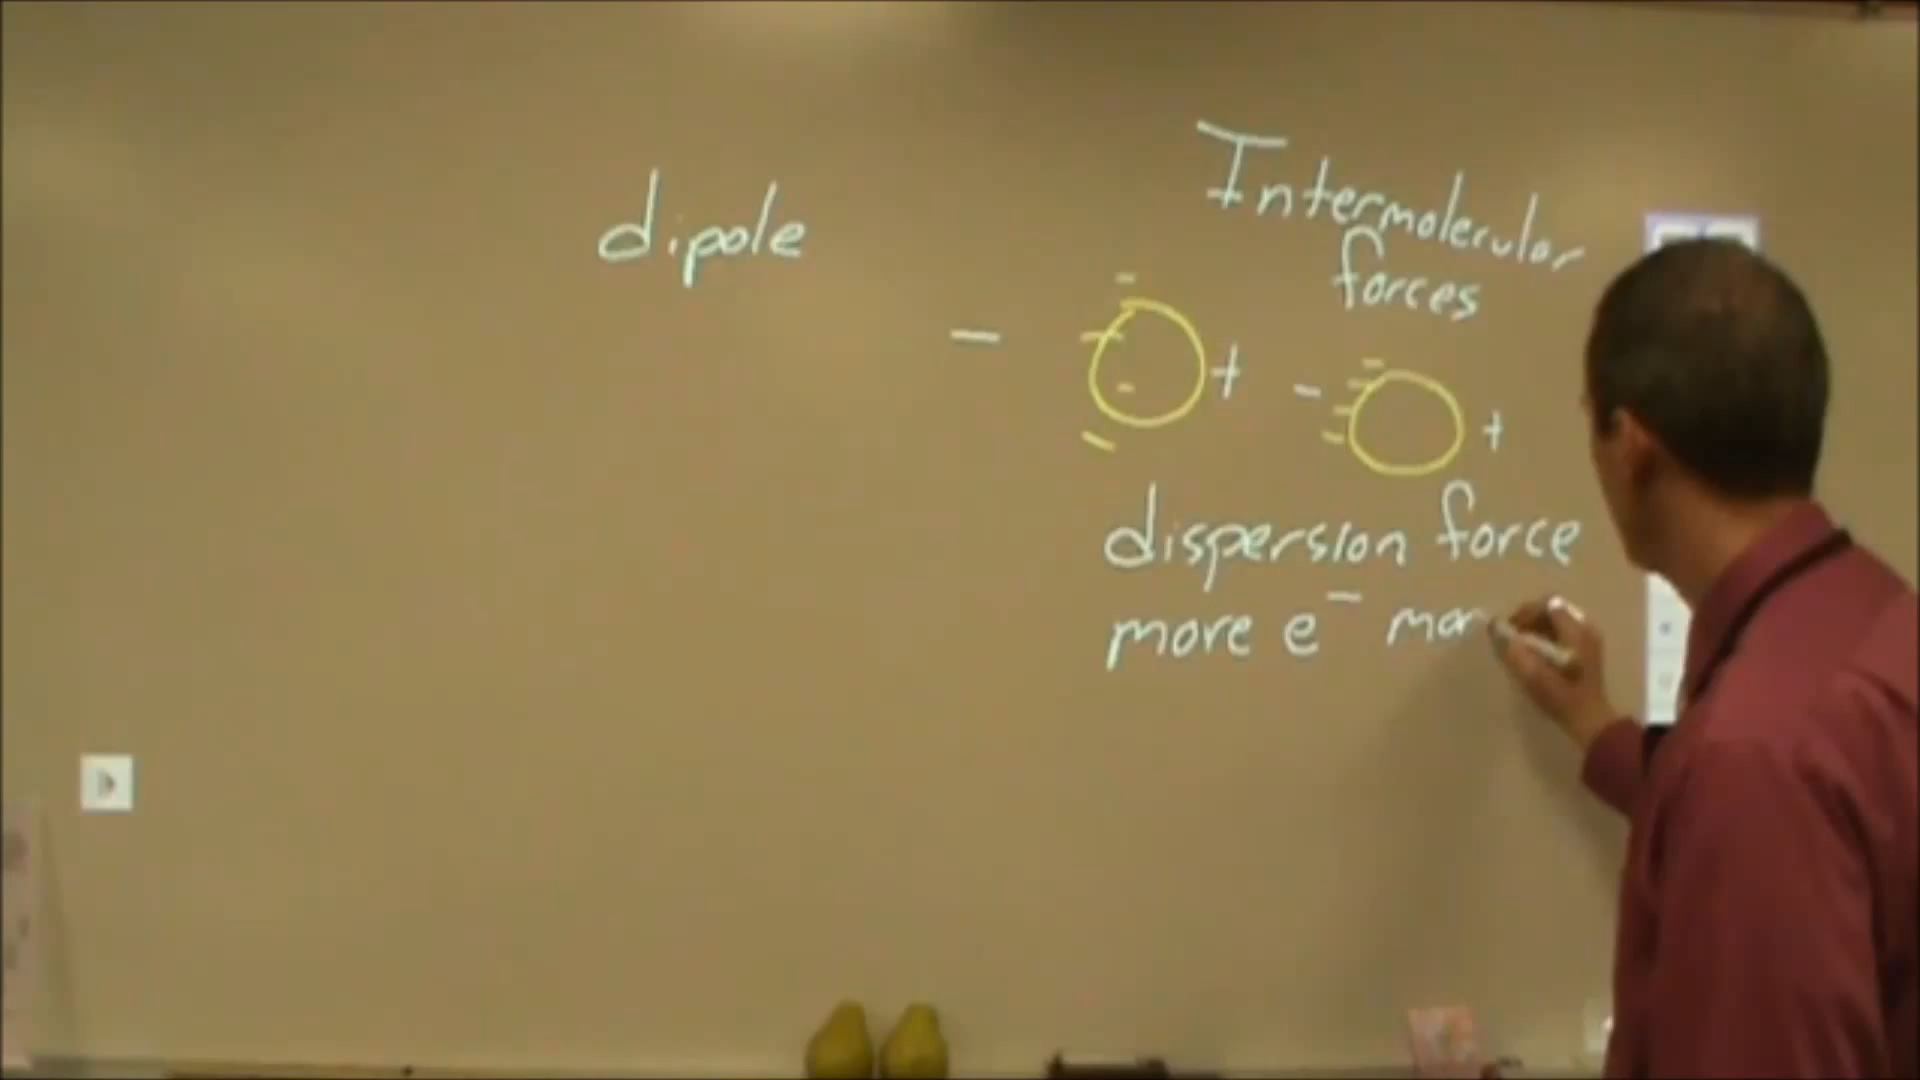 dipole
Intermolecular
forces
-
- - - -
+
-
- - - -
+
dispersion force
more e⁻ mor